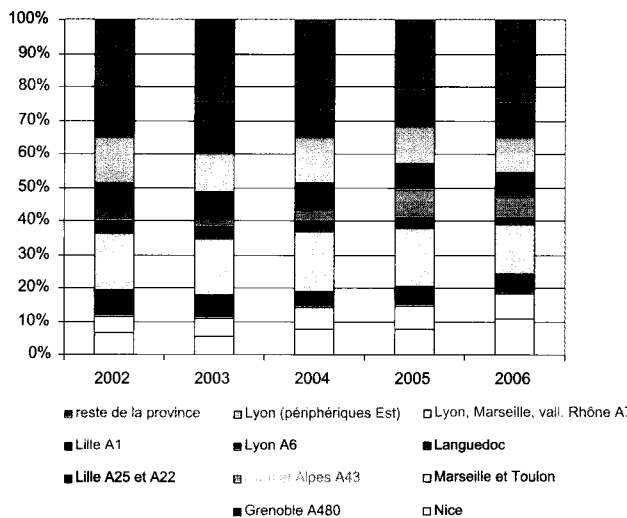 100%
90%
80%
70%
60%
50%
40%
30%
20%
10%
0%
2002 2003 2004 2005 2006
reste de la province Lyon (périphériques Est) Lyon, Marseille, vall. Rhône A7
Lille A1 Lyon A6 Languedoc
Lille A25 et A22 et Alpes A43 Marseille et Toulon
Grenoble A480 Nice